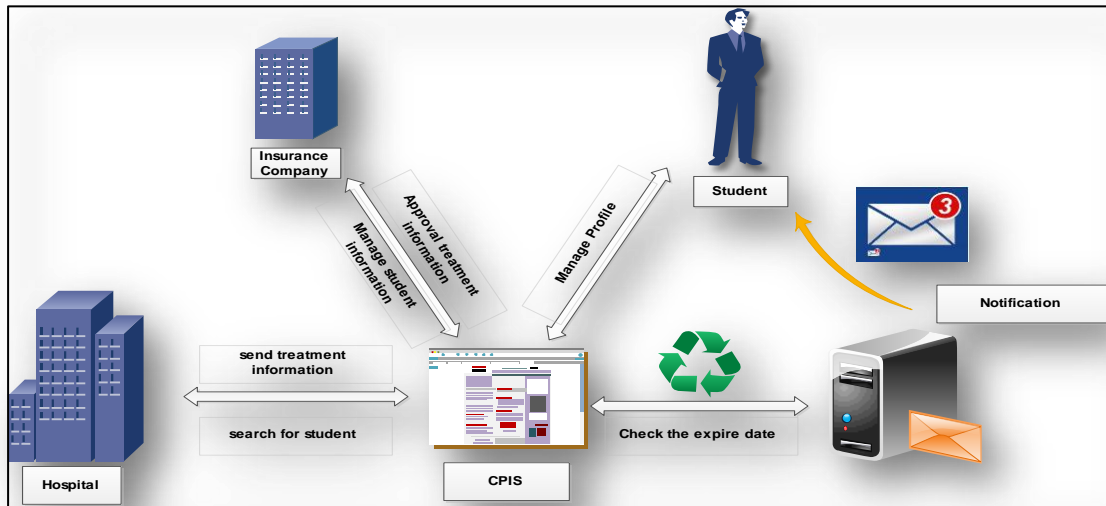 Insurance
Company
Student
3
Notification
Approval treatment
information
Manage student
information
Manage Profile
send treatment
information
search for student
Check the expire date
Hospital
CPIS